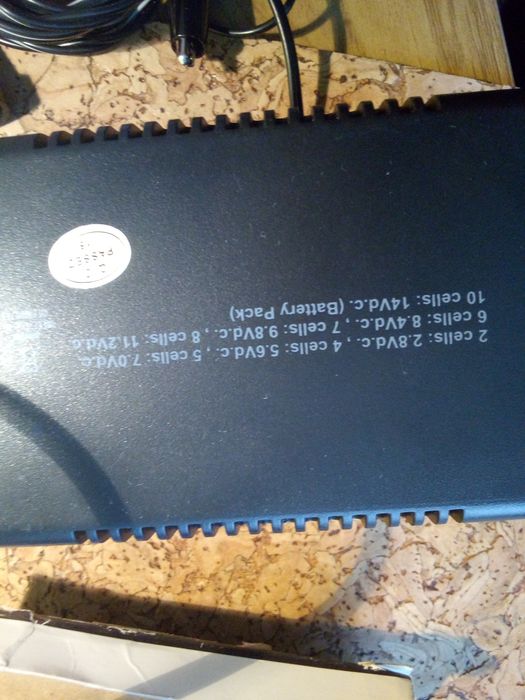 2 cells: 2.8Vd.c. , 4 cells: 5.6Vd.c. , 5 cells: 7.0Vd.c.
6 cells: 8.4Vd.c. , 7 cells: 9.8Vd.c. , 8 cells: 11.2Vd.c.
10 cells: 14Vd.c. (Battery Pack)
Q.C
PASSED